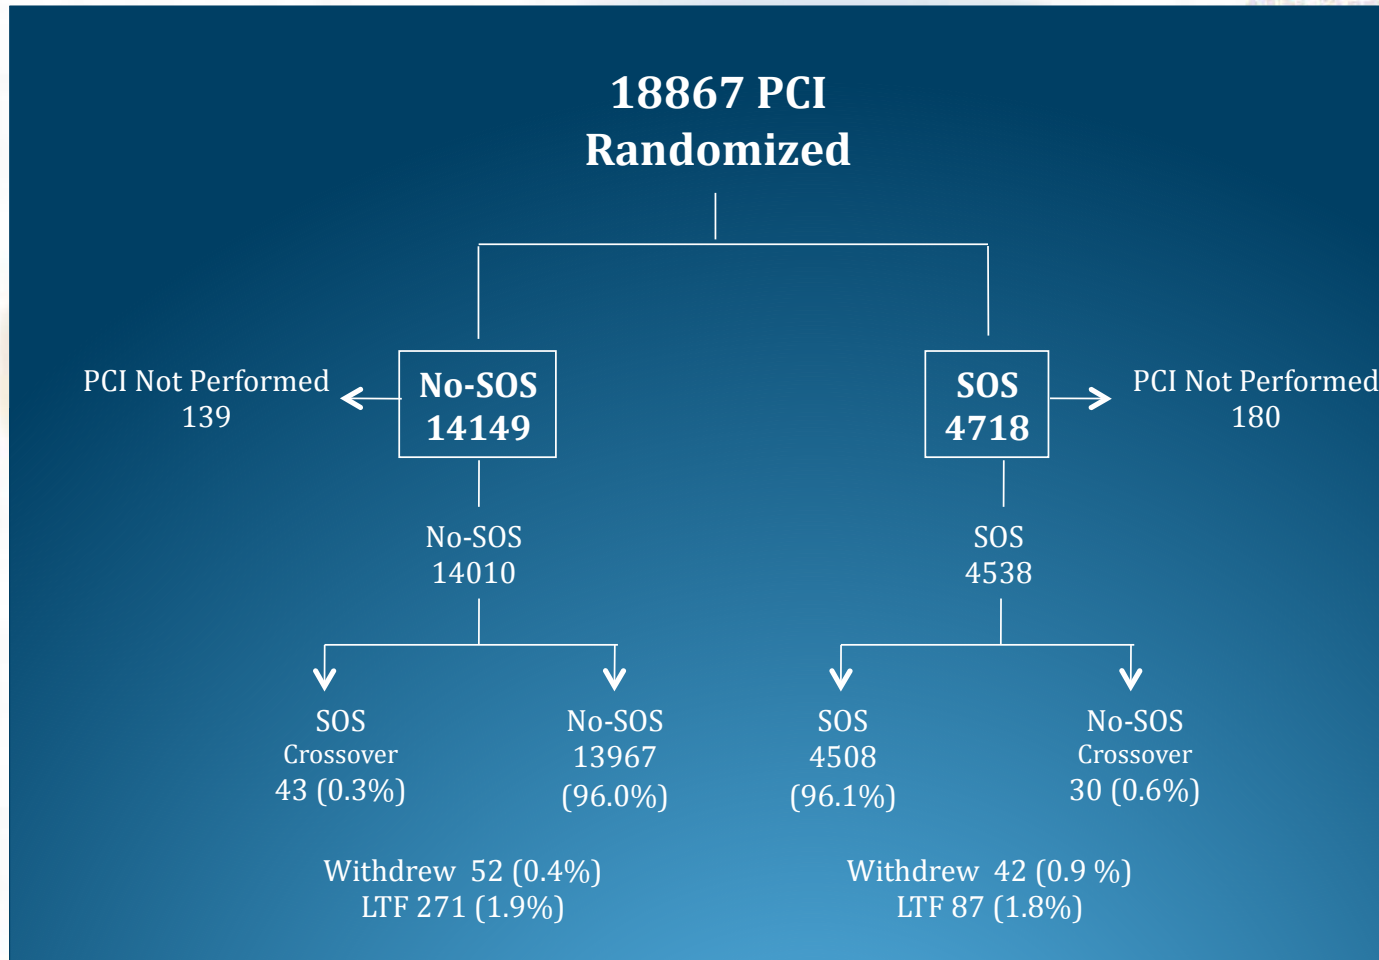 18867 PCI
Randomized
PCI Not Performed
139
No-SOS
14149
SOS
4718
PCI Not Performed
180
No-SOS
14010
SOS
4538
SOS
Crossover
43 (0.3%)
No-SOS
13967
(96.0%)
SOS
4508
(96.1%)
No-SOS
Crossover
30 (0.6%)
Withdrew 52 (0.4%)
LTF 271 (1.9%)
Withdrew 42 (0.9 %)
LTF 87 (1.8%)